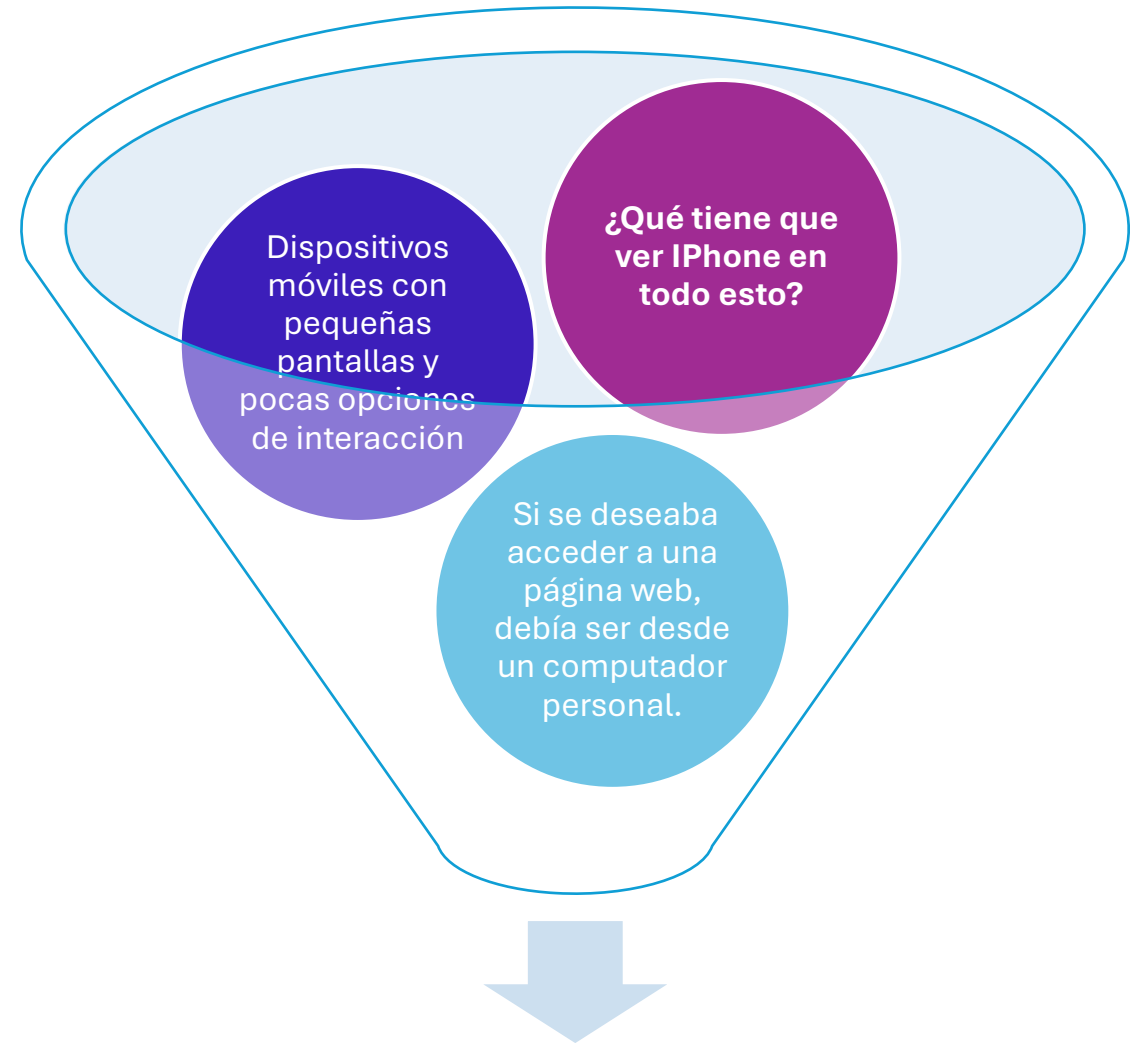 Dispositivos
móviles con
pequeñas
pantallas y
pocas opciones
de interacción
¿Qué tiene que
ver IPhone en
todo esto?
Si se deseaba
acceder a una
página web,
debía ser desde
un computador
personal.